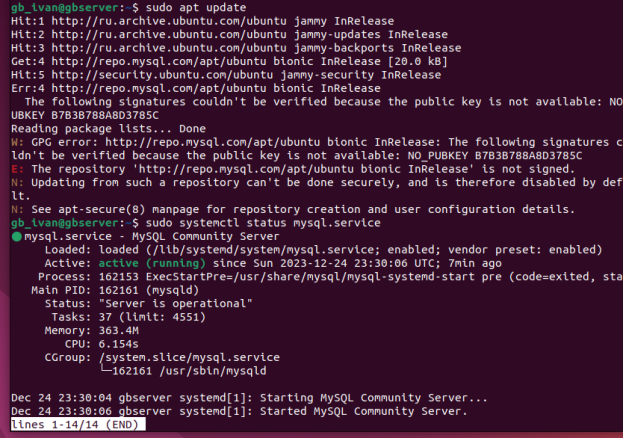 gb_ivan@gbserver:~$ sudo apt update
Hit:1 http://ru.archive.ubuntu.com/ubuntu jammy InRelease
Hit:2 http://ru.archive.ubuntu.com/ubuntu jammy-updates InRelease
Hit:3 http://ru.archive.ubuntu.com/ubuntu jammy-backports InRelease
Get:4 http://repo.mysql.com/apt/ubuntu bionic InRelease [20.0 kB]
Hit:5 http://security.ubuntu.com/ubuntu jammy-security InRelease
Err:4 http://repo.mysql.com/apt/ubuntu bionic InRelease
  The following signatures couldn't be verified because the public key is not available: NO
UBKEY B7B3B788A8D3785C
Reading package lists... Done
W: GPG error: http://repo.mysql.com/apt/ubuntu bionic InRelease: The following signatures c
ldn't be verified because the public key is not available: NO_PUBKEY B7B3B788A8D3785C
E: The repository 'http://repo.mysql.com/apt/ubuntu bionic InRelease' is not signed.
N: Updating from such a repository can't be done securely, and is therefore disabled by def
lt.
N: See apt-secure(8) manpage for repository creation and user configuration details.
gb_ivan@gbserver:~$ sudo systemctl status mysql.service
● mysql.service - MySQL Community Server
     Loaded: loaded (/lib/systemd/system/mysql.service; enabled; vendor preset: enabled)
     Active: active (running) since Sun 2023-12-24 23:30:06 UTC; 7min ago
    Process: 162153 ExecStartPre=/usr/share/mysql/mysql-systemd-start pre (code=exited, sta
   Main PID: 162161 (mysqld)
     Status: "Server is operational"
      Tasks: 37 (limit: 4551)
     Memory: 363.4M
        CPU: 6.154s
     CGroup: /system.slice/mysql.service
             └─162161 /usr/sbin/mysqld
Dec 24 23:30:04 gbserver systemd[1]: Starting MySQL Community Server...
Dec 24 23:30:06 gbserver systemd[1]: Started MySQL Community Server.
lines 1-14/14 (END)